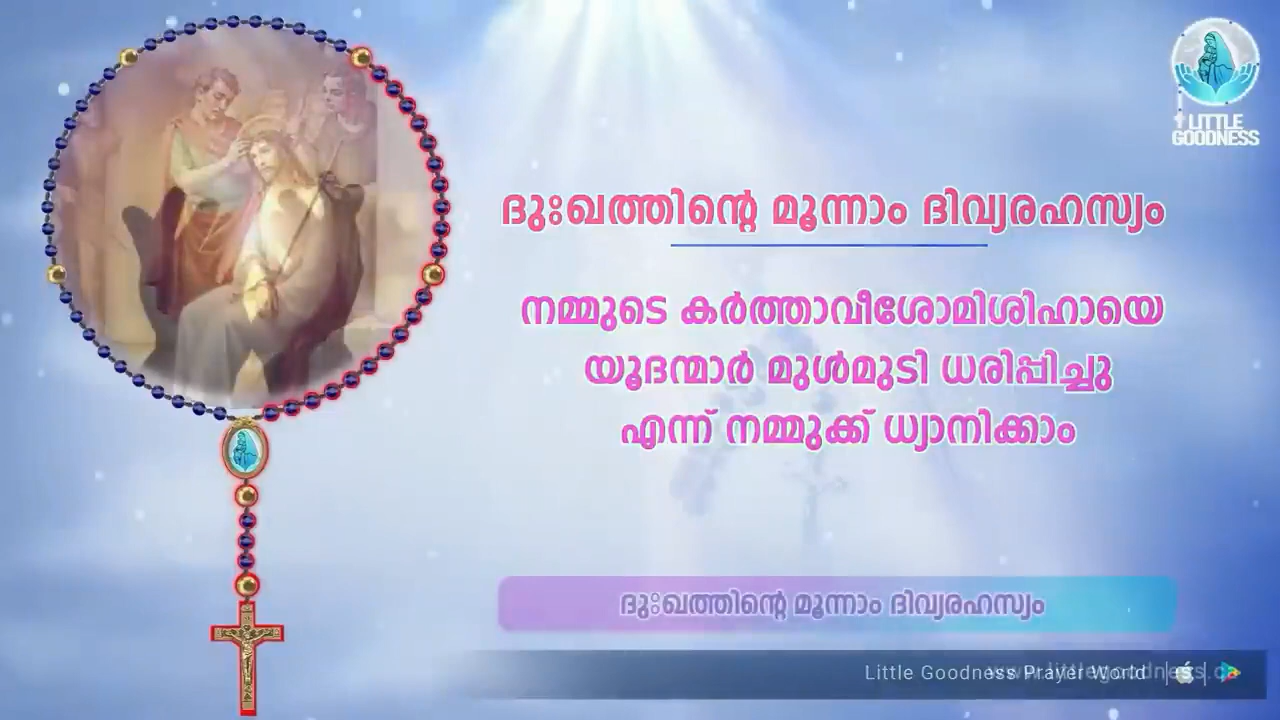 LITTLE
GOODNESS
ദുഃഖത്തിന്റെ മൂന്നാം ദിവ്യരഹസ്യം
നമ്മുടെ കർത്താവീശോമിശിഹായെ
യൂദന്മാർ മുൾമുടി ധരിപ്പിച്ചു
എന്ന് നമ്മുക്ക് ധ്യാനിക്കാം
ദുഃഖത്തിന്റെ മൂന്നാം ദിവ്യരഹസ്യം
Little Goodness Prayer World